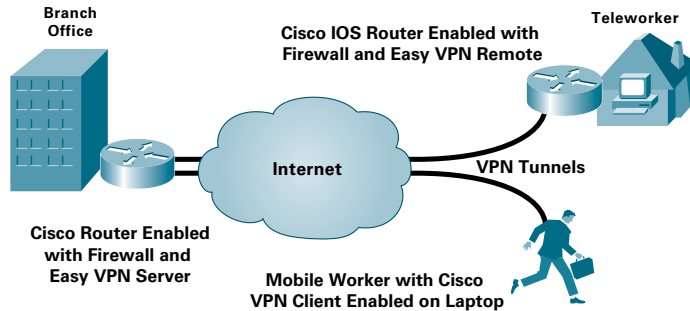 Branch
Office
Cisco IOS Router Enabled with
Firewall and Easy VPN Remote
Teleworker
Internet
VPN Tunnels
Cisco Router Enabled
with Firewall and
Easy VPN Server
Mobile Worker with Cisco
VPN Client Enabled on Laptop